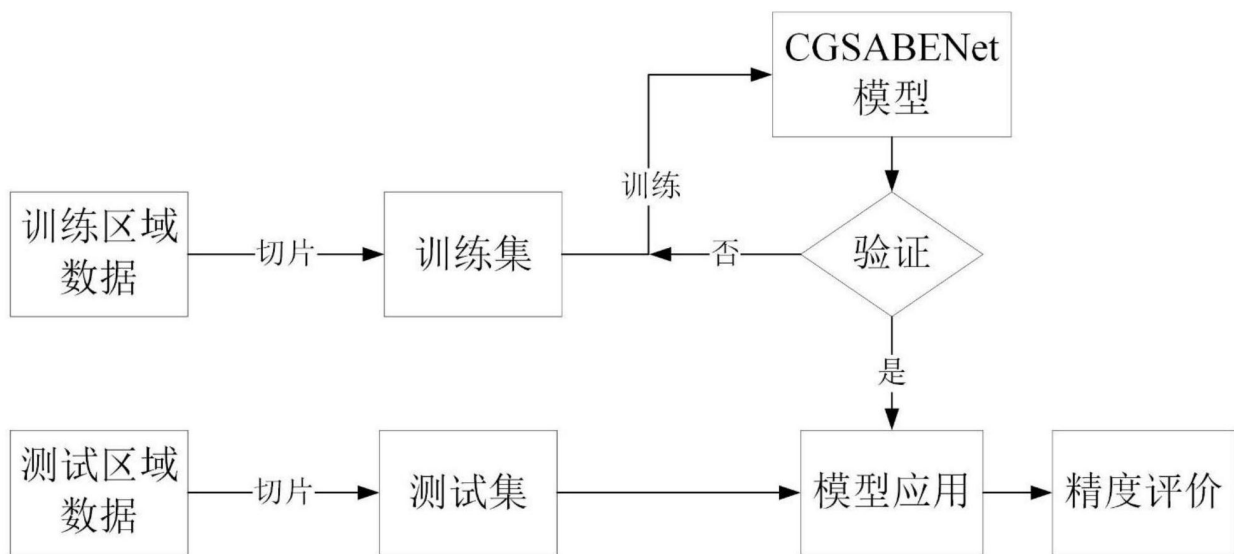 CGSABENet
模型
训练
训练区域
数据
切片
训练集
否
验证
是
测试区域
数据
切片
测试集
模型应用
精度评价